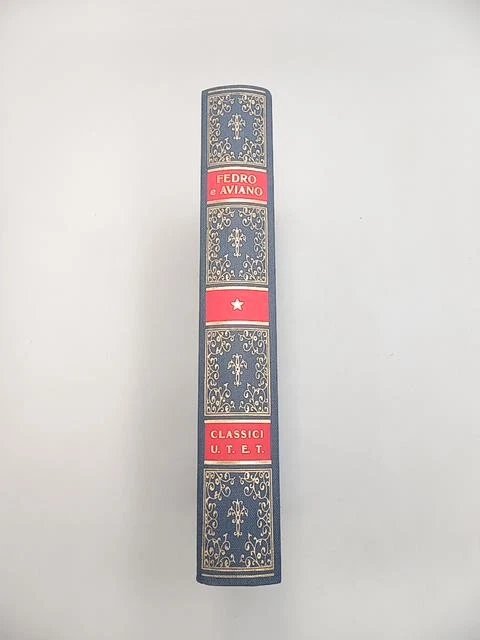 FEDRO
e AVIANO
CLASSICI
U. T. E. T.